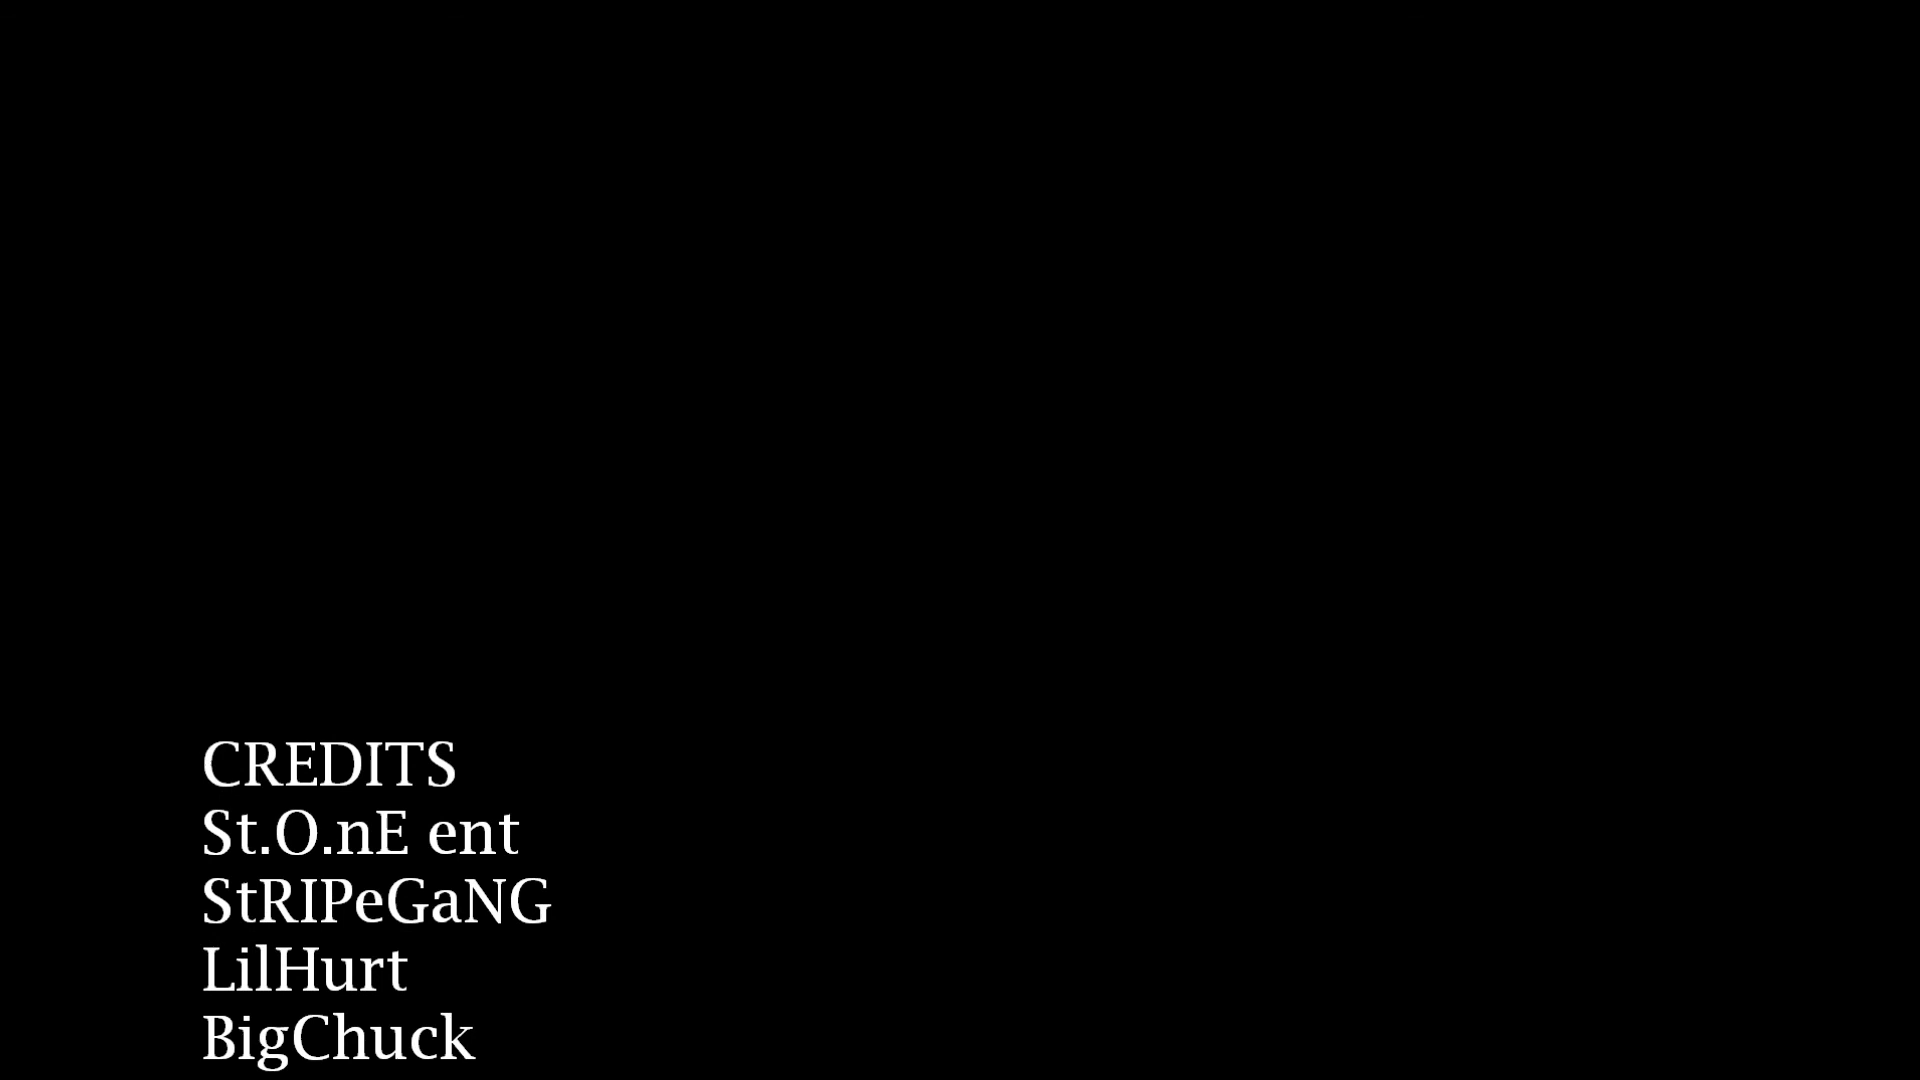 CREDITS
St.O.nE ent
StRIPeGaNG
LilHurt
BigChuck